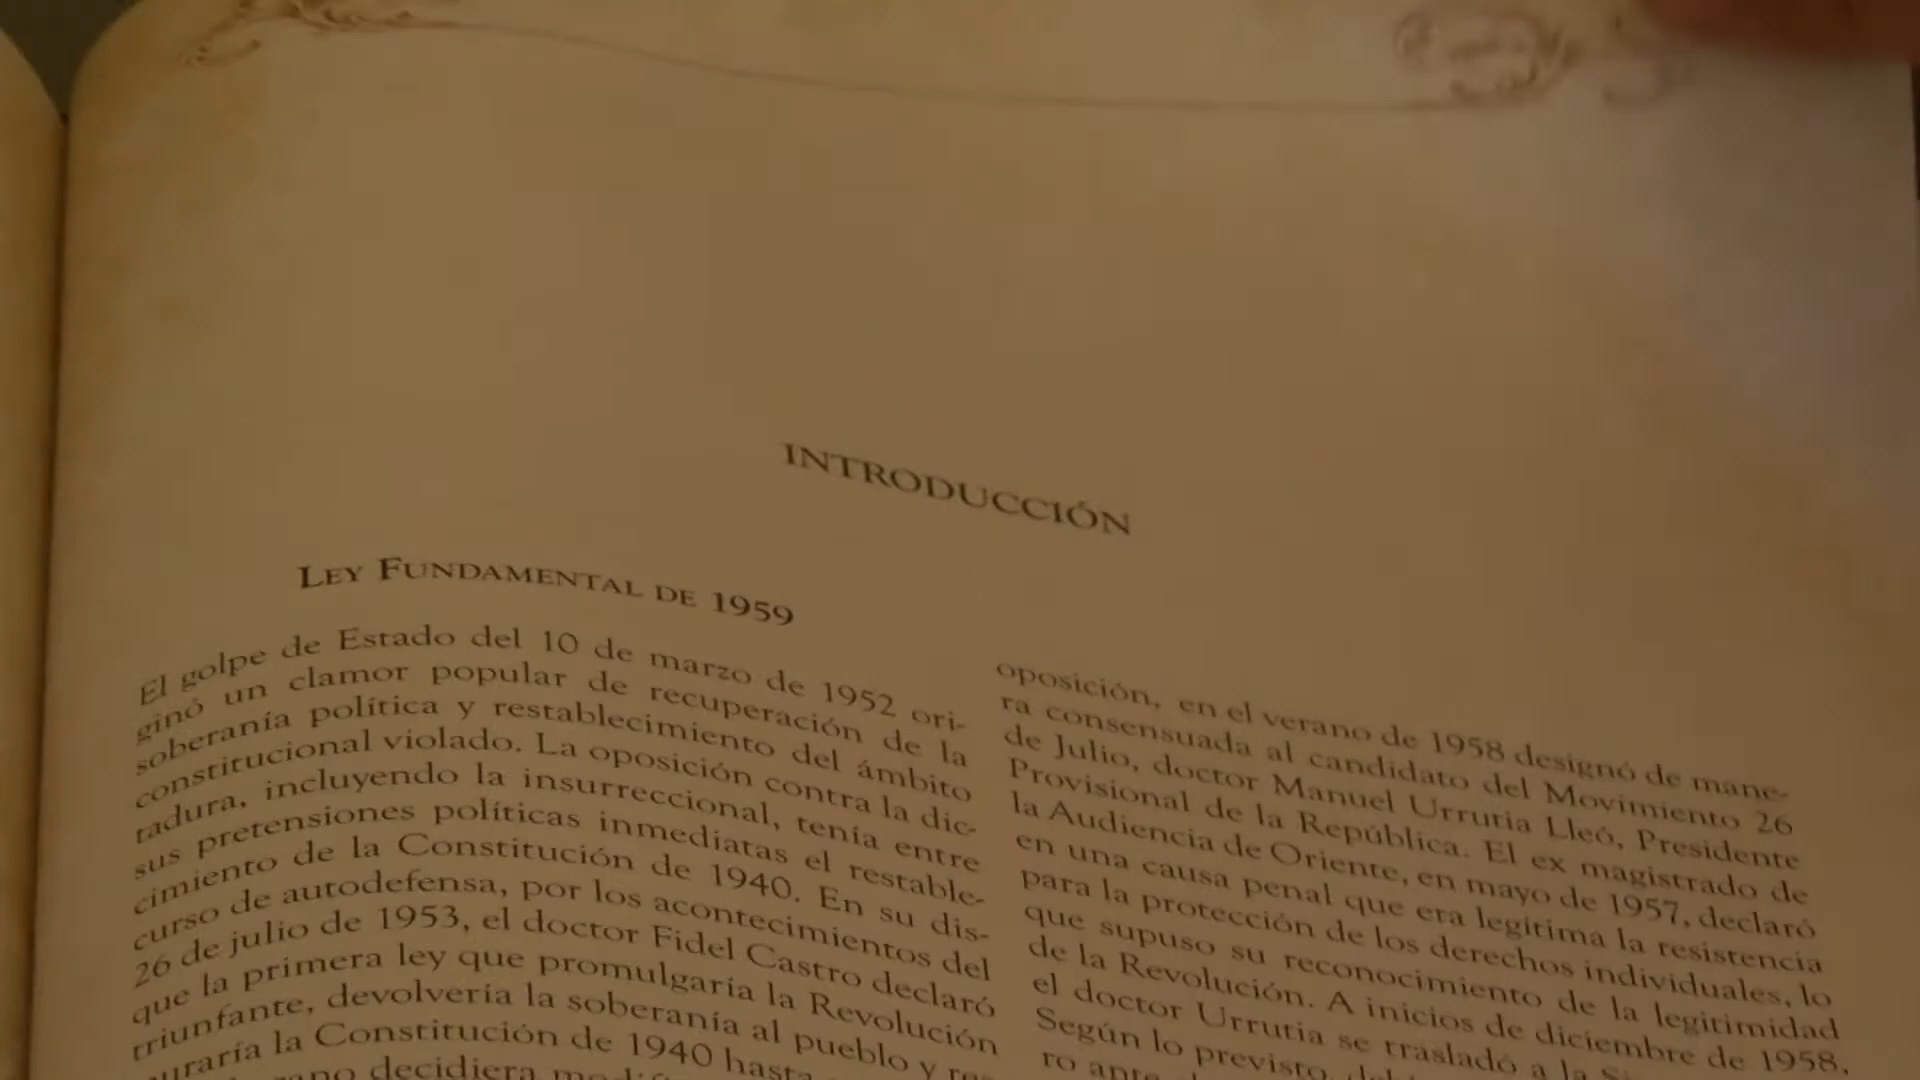 INTRODUCCIÓN
LEY FUNDAMENTAL DE 1959
El golpe de Estado del 10 de marzo de 1952 ori-
ginó un clamor popular de recuperación de la
soberanía política y restablecimiento del ámbito
constitucional violado. La oposición contra la dic-
tadura, incluyendo la insurreccional, tenía entre
sus pretensiones políticas inmediatas el restable-
cimiento de la Constitución de 1940. En su dis-
curso de autodefensa, por los acontecimientos del
26 de julio de 1953, el doctor Fidel Castro declaró
que la primera ley que promulgaría la Revolución
triunfante, devolvería la soberanía al pueblo y
la Constitución de 1940 hasta
decidiera
oposición, en el verano de 1958 designó de mane-
ra consensuada al candidato del Movimiento 26
de Julio, doctor Manuel Urrutia Lleó, Presidente
Provisional de la República. El ex magistrado de
la Audiencia de Oriente, en mayo de 1957, declaró
en una causa penal que era legítima la resistencia
para la protección de los derechos individuales, lo
que supuso su reconocimiento de la legitimidad
de la Revolución. A inicios de diciembre de 1958,
el doctor Urrutia se trasladó a la
Según lo previsto,